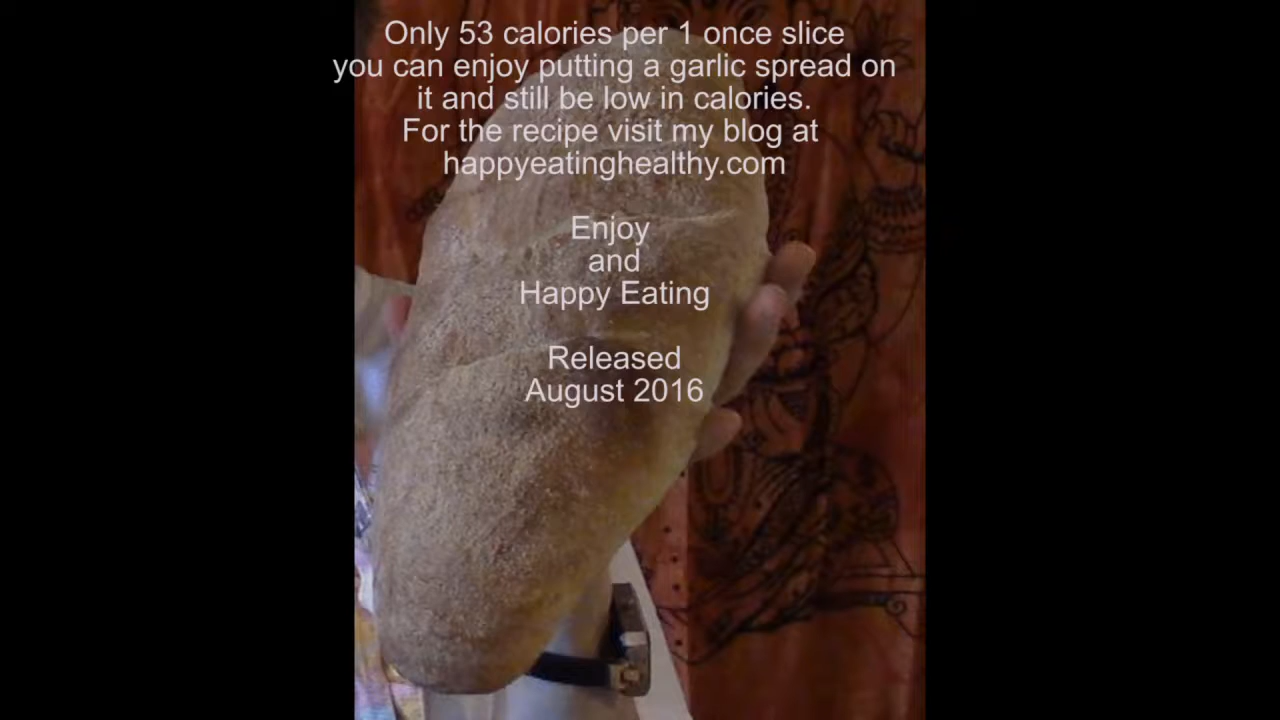 Only 53 calories per 1 once slice
you can enjoy putting a garlic spread on
it and still be low in calories.
For the recipe visit my blog at
happyeatinghealthy.com
Enjoy
and
Happy Eating
Released
August 2016